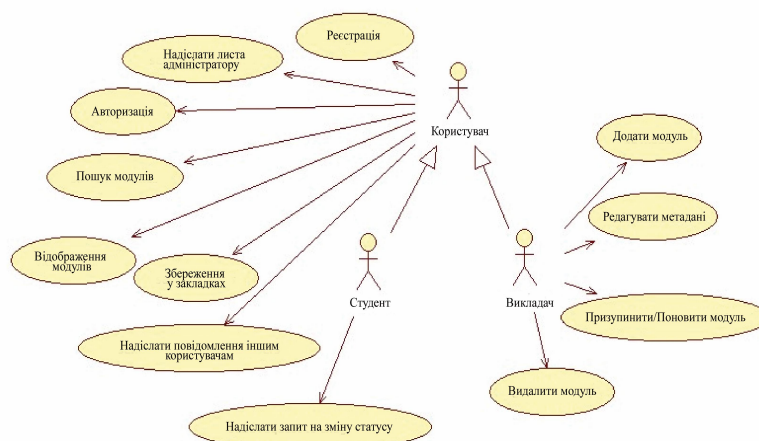 Реєстрація
Надіслати листа
адміністратору
Авторизація
Користувач
Додати модуль
Пошук модулів
Редагувати метадані
Відображення
модулів
Збереження
у закладках
Студент
Викладач
Призупинити/Поновити модуль
Надіслати повідомлення іншим
користувачам
Видалити модуль
Надіслати запит на зміну статусу